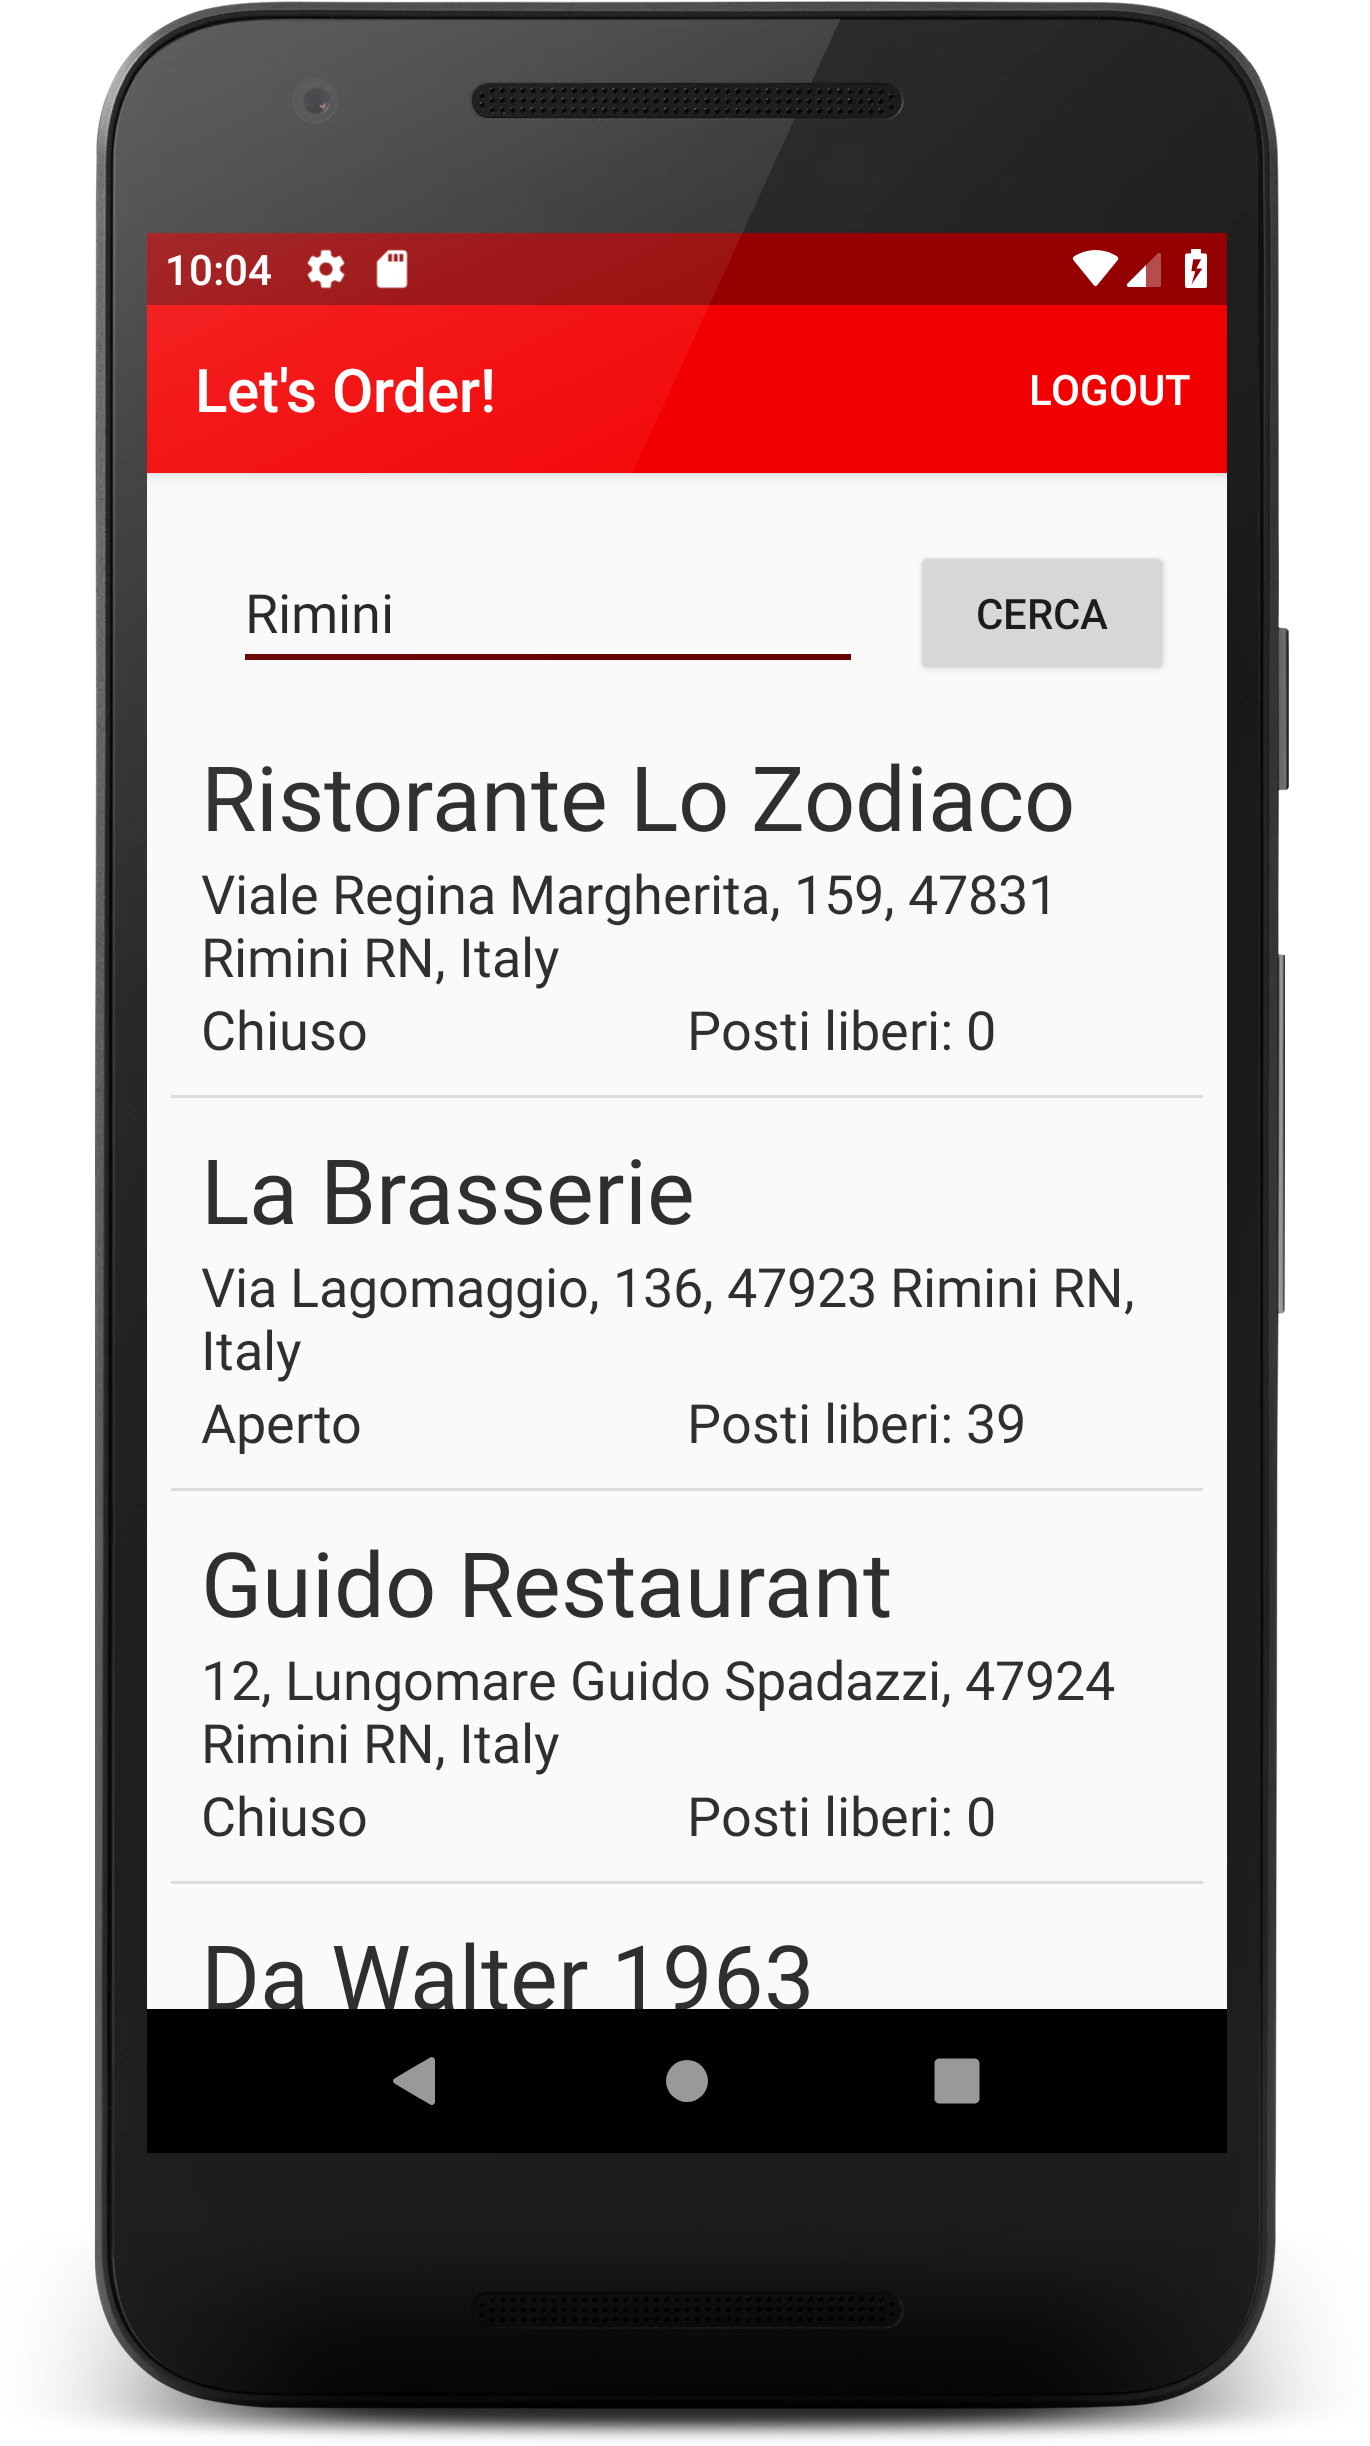 10:04
Let's Order!
LOGOUT
Rimini
CERCA
Ristorante Lo Zodiaco
Viale Regina Margherita, 159, 47831
Rimini RN, Italy
Chiuso
Posti liberi: 0
La Brasserie
Via Lagomaggio, 136, 47923 Rimini RN,
Italy
Aperto
Posti liberi: 39
Guido Restaurant
12, Lungomare Guido Spadazzi, 47924
Rimini RN, Italy
Chiuso
Posti liberi: 0
Da Walter 1963